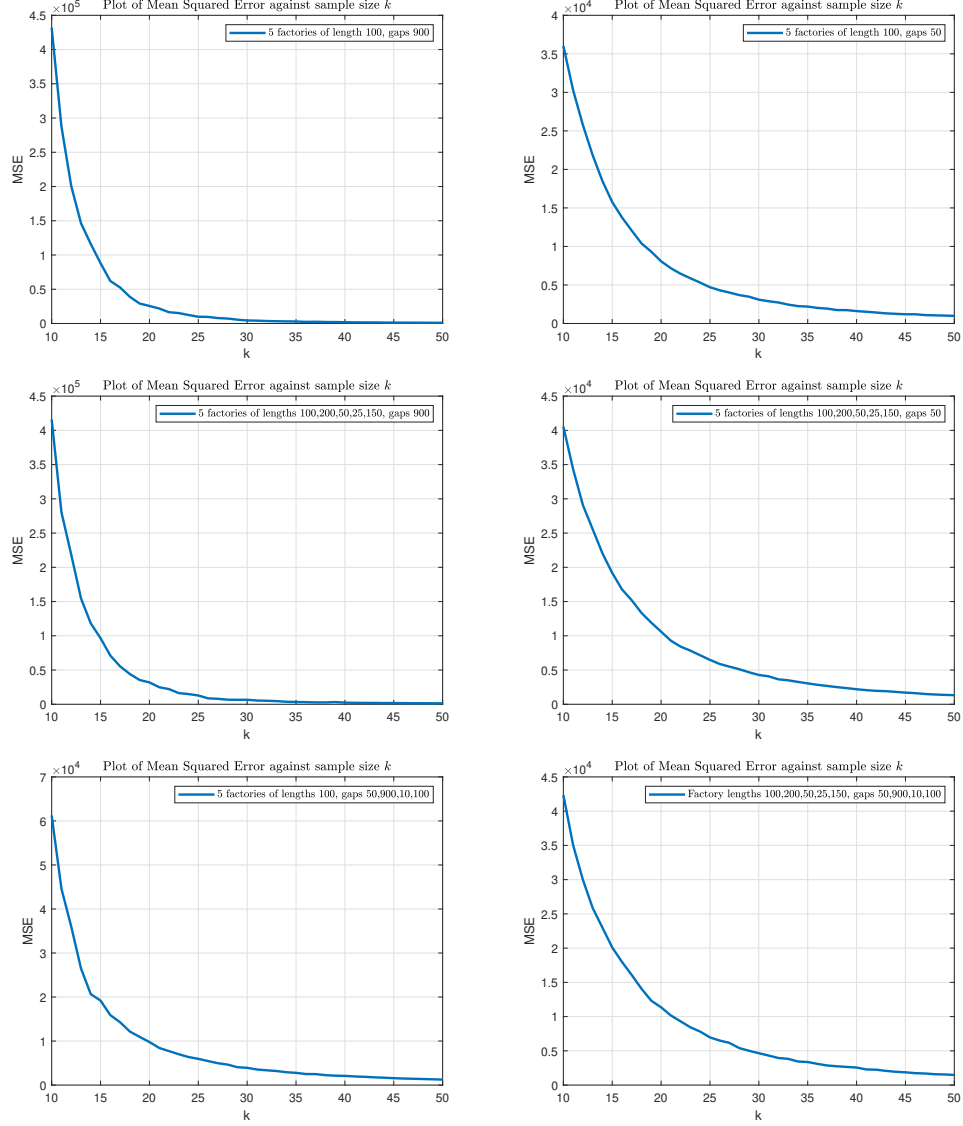 Plot of Mean Squared Error against sample size k
×10^5
5 factories of length 100, gaps 900
4.5
4
3.5
3
2.5
2
1.5
1
0.5
0
MSE
10 15 20 25 30 35 40 45 50
k
Plot of Mean Squared Error against sample size k
×10^4
5 factories of length 100, gaps 50
4
3.5
3
2.5
2
1.5
1
0.5
0
MSE
10 15 20 25 30 35 40 45 50
k
Plot of Mean Squared Error against sample size k
×10^5
5 factories of lengths 100,200,50,25,150, gaps 900
4.5
4
3.5
3
2.5
2
1.5
1
0.5
0
MSE
10 15 20 25 30 35 40 45 50
k
Plot of Mean Squared Error against sample size k
×10^4
5 factories of lengths 100,200,50,25,150, gaps 50
4.5
4
3.5
3
2.5
2
1.5
1
0.5
0
MSE
10 15 20 25 30 35 40 45 50
k
Plot of Mean Squared Error against sample size k
×10^4
5 factories of lengths 100, gaps 50,900,10,100
7
6
5
4
3
2
1
0
MSE
10 15 20 25 30 35 40 45 50
k
Plot of Mean Squared Error against sample size k
×10^4
Factory lengths 100,200,50,25,150, gaps 50,900,10,100
4.5
4
3.5
3
2.5
2
1.5
1
0.5
0
MSE
10 15 20 25 30 35 40 45 50
k